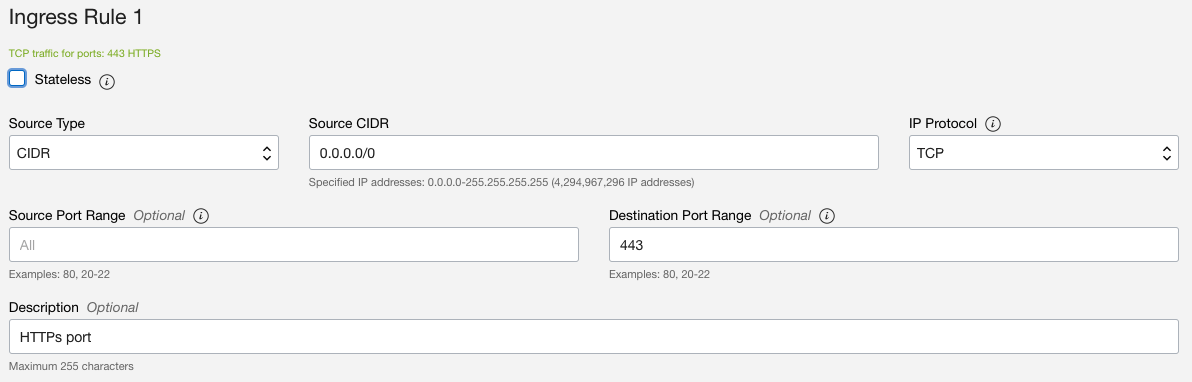 Ingress Rule 1
TCP traffic for ports: 443 HTTPS
Stateless i
Source Type
CIDR
Source CIDR
0.0.0.0/0
Specified IP addresses: 0.0.0.0-255.255.255.255 (4,294,967,296 IP addresses)
IP Protocol i
TCP
Source Port Range Optional i
All
Examples: 80, 20-22
Destination Port Range Optional i
443
Examples: 80, 20-22
Description Optional
HTTPs port
Maximum 255 characters